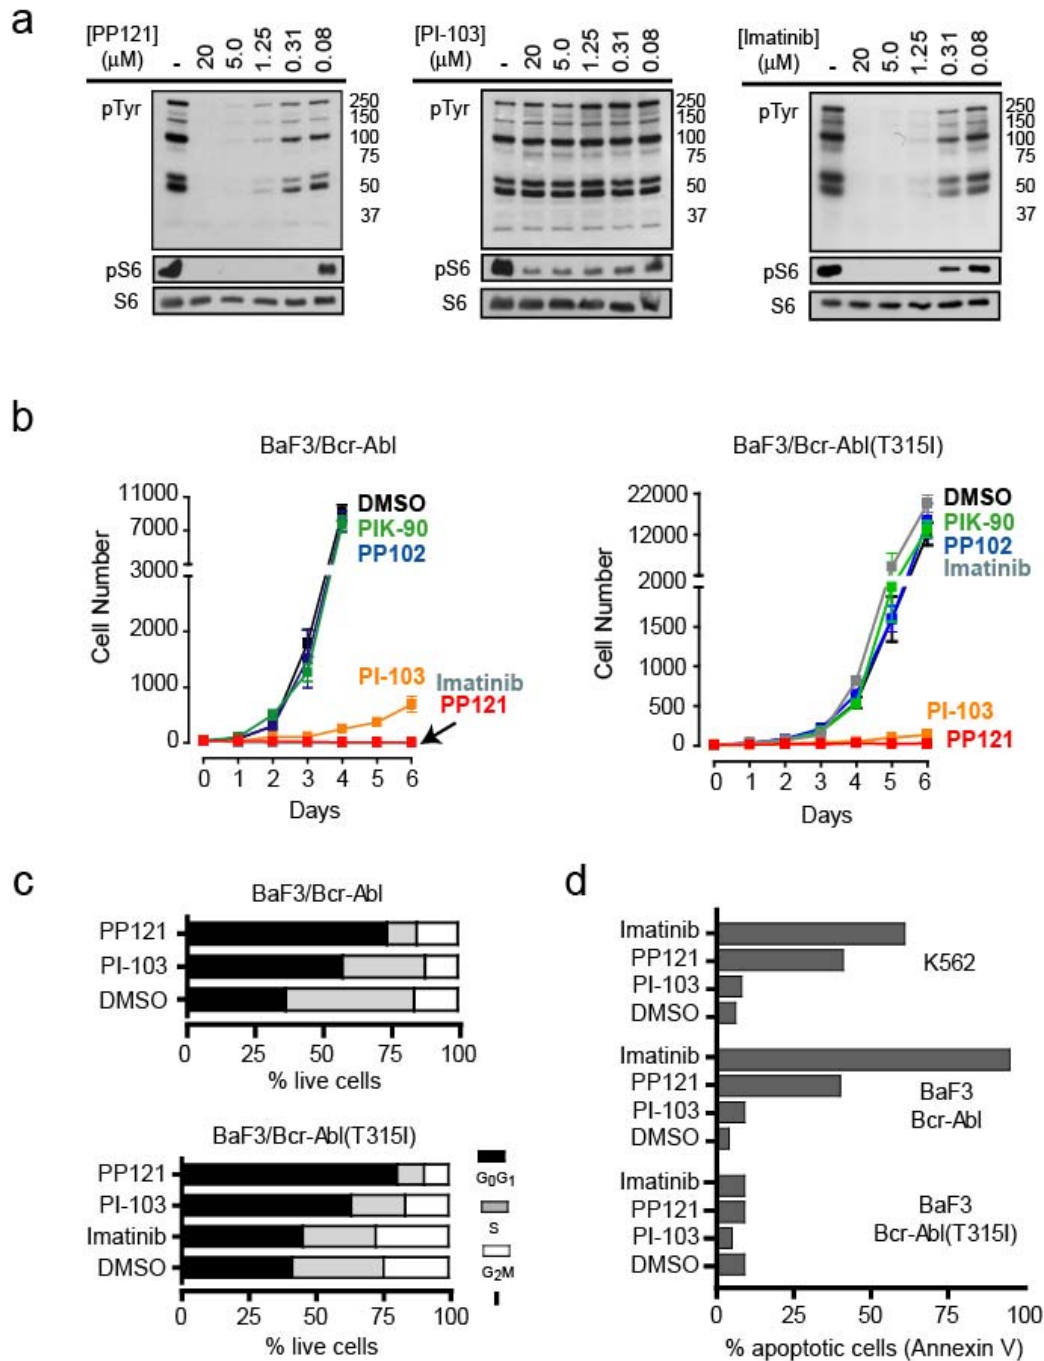 a
[PP121] (μM) - 20 5.0 1.25 0.31 0.08
pTyr
250
150
100
75
50
37
pS6
S6
[PI-103] (μM) - 20 5.0 1.25 0.31 0.08
pTyr
250
150
100
75
50
37
pS6
S6
[Imatinib] (μM) - 20 5.0 1.25 0.31 0.08
pTyr
250
150
100
75
50
37
pS6
S6
b
BaF3/Bcr-Abl
Cell Number
11000
7000
3000
2000
1000
0
DMSO
PIK-90
PP102
PI-103
Imatinib
PP121
0 1 2 3 4 5 6
Days
BaF3/Bcr-Abl(T315I)
Cell Number
22000
12000
2000
1500
1000
500
0
DMSO
PIK-90
PP102
Imatinib
PI-103
PP121
0 1 2 3 4 5 6
Days
c
BaF3/Bcr-Abl
PP121
PI-103
DMSO
0 25 50 75 100
% live cells
BaF3/Bcr-Abl(T315I)
PP121
PI-103
Imatinib
DMSO
0 25 50 75 100
% live cells
G0G1
S
G2M
d
Imatinib
PP121
PI-103
DMSO
K562
Imatinib
PP121
PI-103
DMSO
BaF3
Bcr-Abl
Imatinib
PP121
PI-103
DMSO
BaF3
Bcr-Abl(T315I)
0 25 50 75 100
% apoptotic cells (Annexin V)